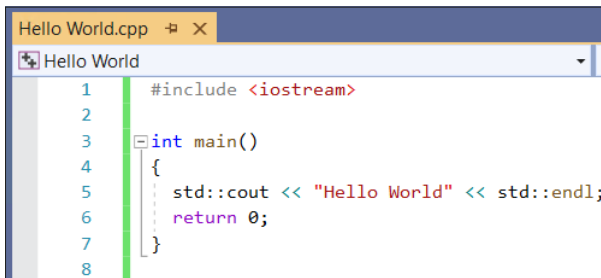 Hello World.cpp
Hello World
1 #include <iostream>
2
3 int main()
4 {
5 std::cout << "Hello World" << std::endl;
6 return 0;
7 }
8